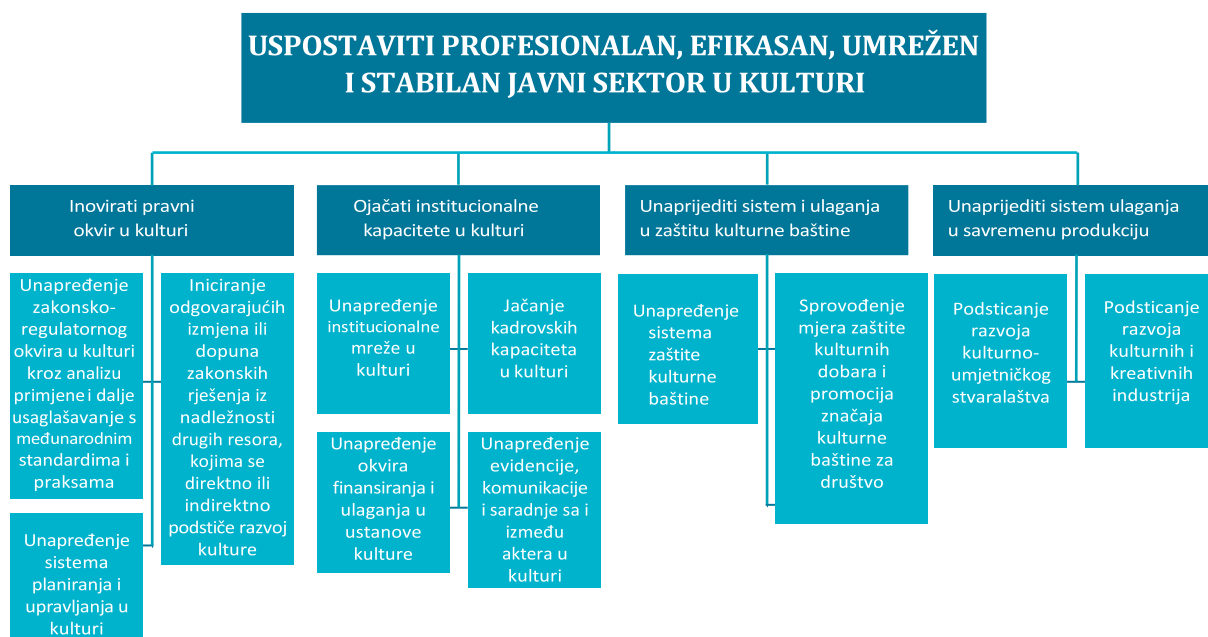 USPOSTAVITI PROFESIONALAN, EFIKASAN, UMREŽEN
I STABILAN JAVNI SEKTOR U KULTURI
Inovirati pravni
okvir u kulturi
Unapređenje
zakonsko-
regulatornog
okvira u kulturi
kroz analizu
primjene i dalje
usaglašavanje s
međunarodnim
standardima i
praksama
Iniciranje
odgovarajućih
izmjena ili
dopuna
zakonskih
rješenja iz
nadležnosti
drugih resora,
kojima se
direktno ili
indirektno
podstiče razvoj
kulture
Unapređenje
sistema
planiranja i
upravljanja u
kulturi
Ojačati institucionalne
kapacitete u kulturi
Unapređenje
institucionalne
mreže u
kulturi
Jačanje
kadrovskih
kapaciteta
u kulturi
Unapređenje
okvira
finansiranja i
ulaganja u
ustanove
kulture
Unapređenje
evidencije,
komunikacije
i saradnje sa i
između
aktera u
kulturi
Unaprijediti sistem i ulaganja
u zaštitu kulturne baštine
Unapređenje
sistema
zaštite
kulturne
baštine
Sprovođenje
mjera zaštite
kulturnih
dobara i
promocija
značaja
kulturne
baštine za
društvo
Unaprijediti sistem ulaganja
u savremenu produkciju
Podsticanje
razvoja
kulturno-
umjetničkog
stvaralaštva
Podsticanje
razvoja
kulturnih i
kreativnih
industrija